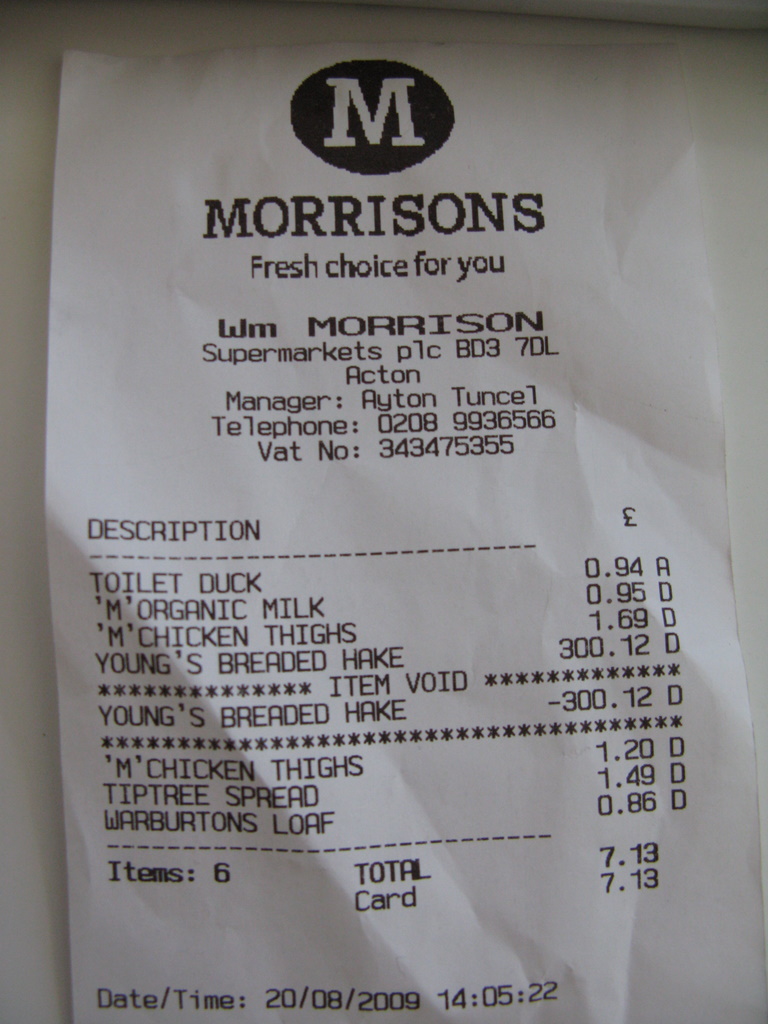 M
MORRISONS
Fresh choice for you
Wm MORRISON
Supermarkets plc BD3 7DL
Acton
Manager: Ayton Tuncel
Telephone: 0208 9936566
Vat No: 343475355
DESCRIPTION £
--------------------------------
TOILET DUCK 0.94 A
'M'ORGANIC MILK 0.95 D
'M'CHICKEN THIGHS 1.69 D
YOUNG'S BREADED HAKE 300.12 D
************** ITEM VOID *************
YOUNG'S BREADED HAKE -300.12 D
**************************************
'M'CHICKEN THIGHS 1.20 D
TIPTREE SPREAD 1.49 D
WARBURTONS LOAF 0.86 D
--------------------------------
Items: 6 TOTAL 7.13
Card 7.13
Date/Time: 20/08/2009 14:05:22